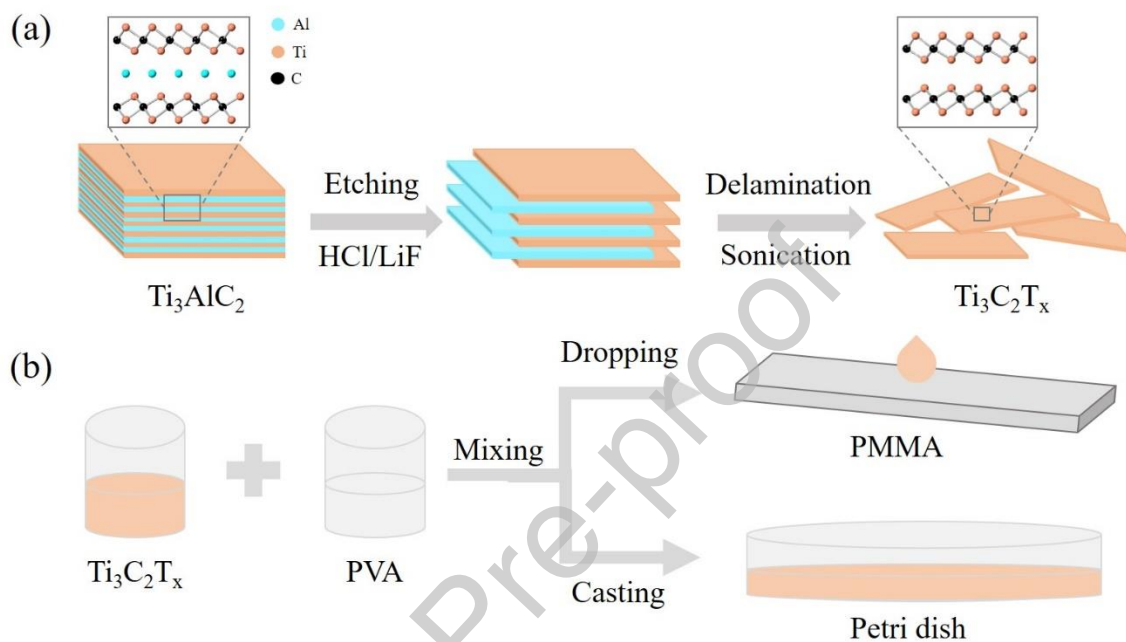 (a)
Al
Ti
C
Etching
HCl/LiF
Delamination
Sonication
Ti₃AlC₂
Ti₃C₂Tₓ
(b)
Dropping
Mixing
PMMA
Ti₃C₂Tₓ
PVA
Casting
Petri dish
Pre-proof